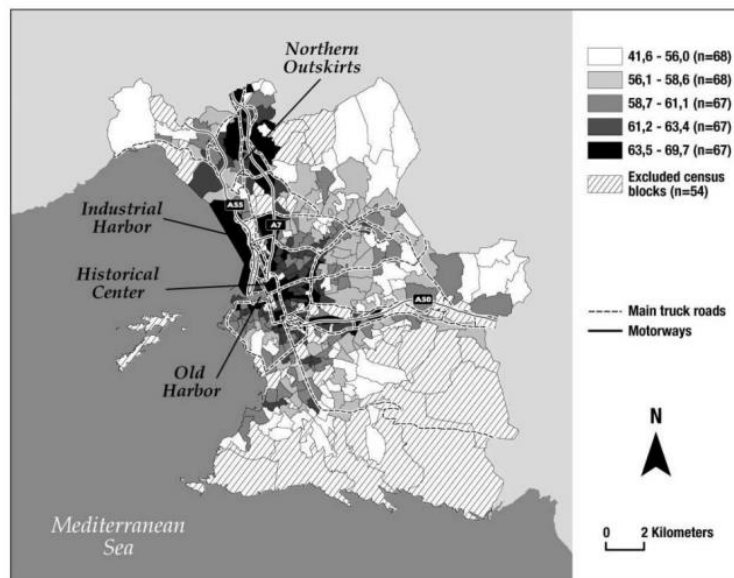 Northern
Outskirts
A55
Industrial
Harbor
A7
Historical
Center
A50
Old
Harbor
Mediterranean
Sea
41,6 - 56,0 (n=68)
56,1 - 58,6 (n=68)
58,7 - 61,1 (n=67)
61,2 - 63,4 (n=67)
63,5 - 69,7 (n=67)
Excluded census
blocks (n=54)
Main truck roads
Motorways
N
0 2 Kilometers